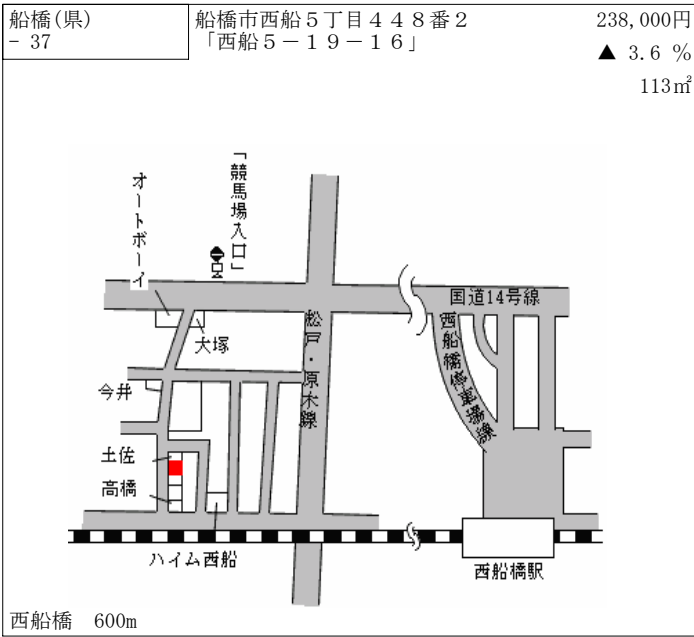 船橋(県)
- 37
船橋市西船５丁目４４８番２
「西船５－１９－１６」
238,000円
▲ 3.6 %
113㎡
「競馬場入口」
オートボーイ
国道14号線
大塚
松戸・原木線
西船橋停車場線
今井
土佐
高橋
ハイム西船
西船橋駅
西船橋　600m